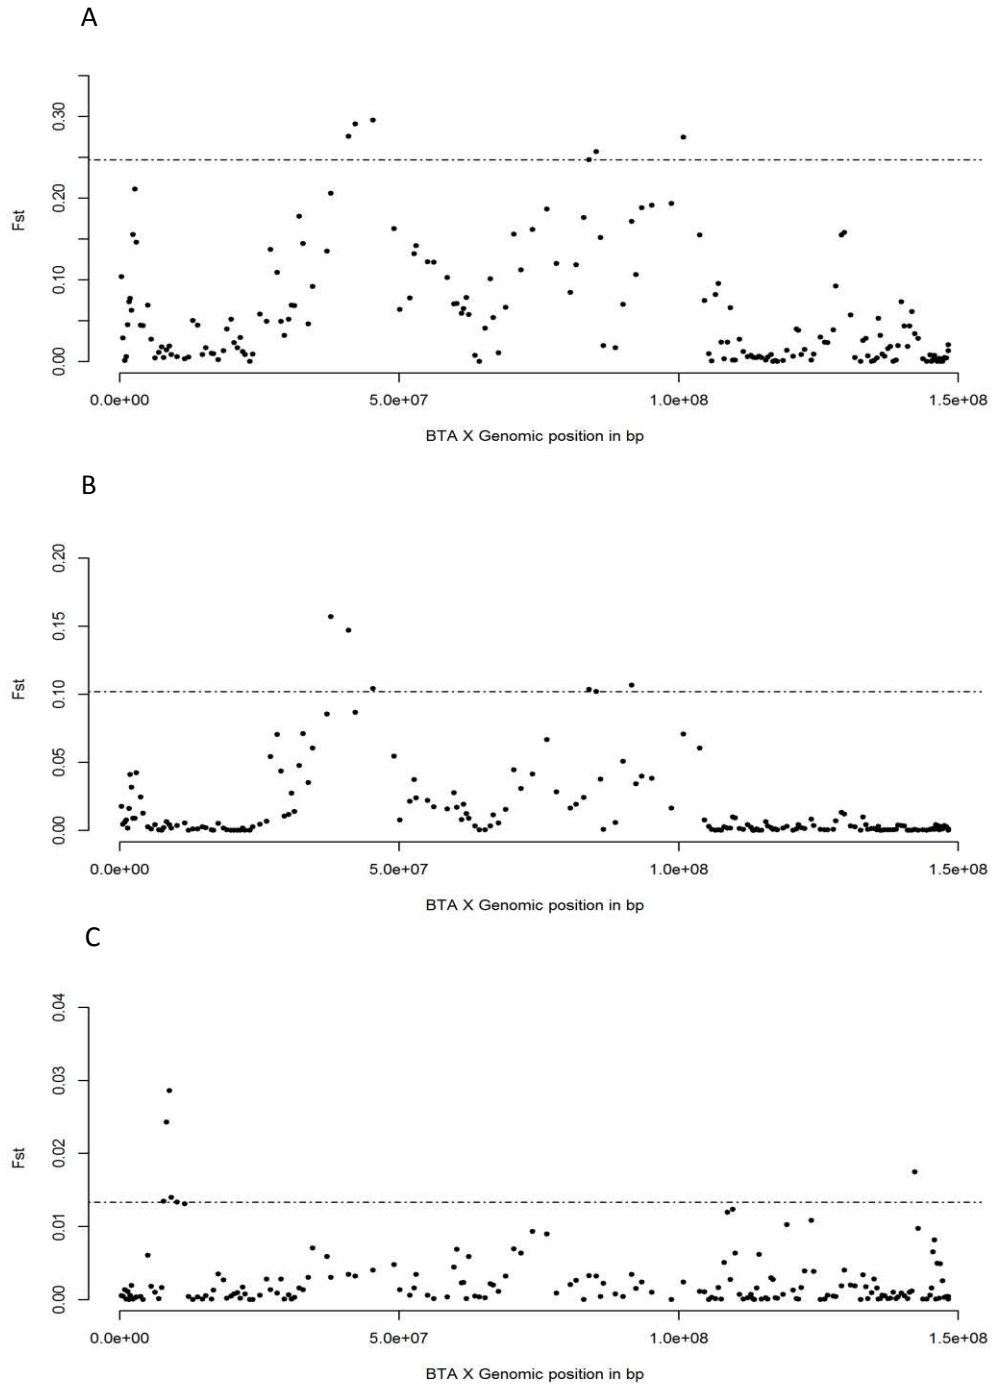 A
0.30
0.20
0.10
0.00
Fst
0.0e+00 5.0e+07 1.0e+08 1.5e+08
BTA X Genomic position in bp
B
0.20
0.15
0.10
0.05
0.00
Fst
0.0e+00 5.0e+07 1.0e+08 1.5e+08
BTA X Genomic position in bp
C
0.04
0.03
0.02
0.01
0.00
Fst
0.0e+00 5.0e+07 1.0e+08 1.5e+08
BTA X Genomic position in bp